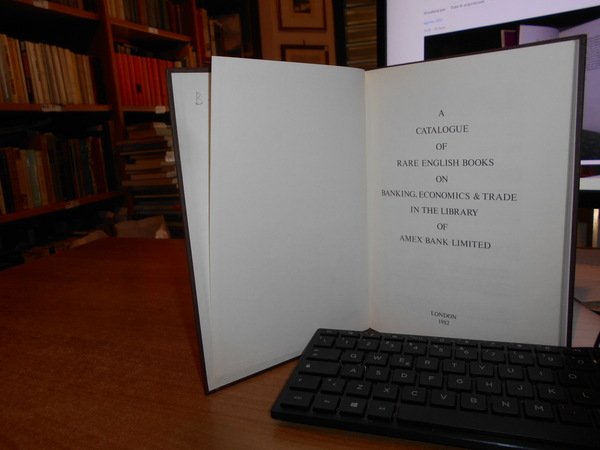 A
CATALOGUE
OF
RARE ENGLISH BOOKS
ON
BANKING, ECONOMICS & TRADE
IN THE LIBRARY
OF
AMEX BANK LIMITED
LONDON
1982
B
Q W E R T Y U I O P
A S D F G H J K L
Z X C V B N M